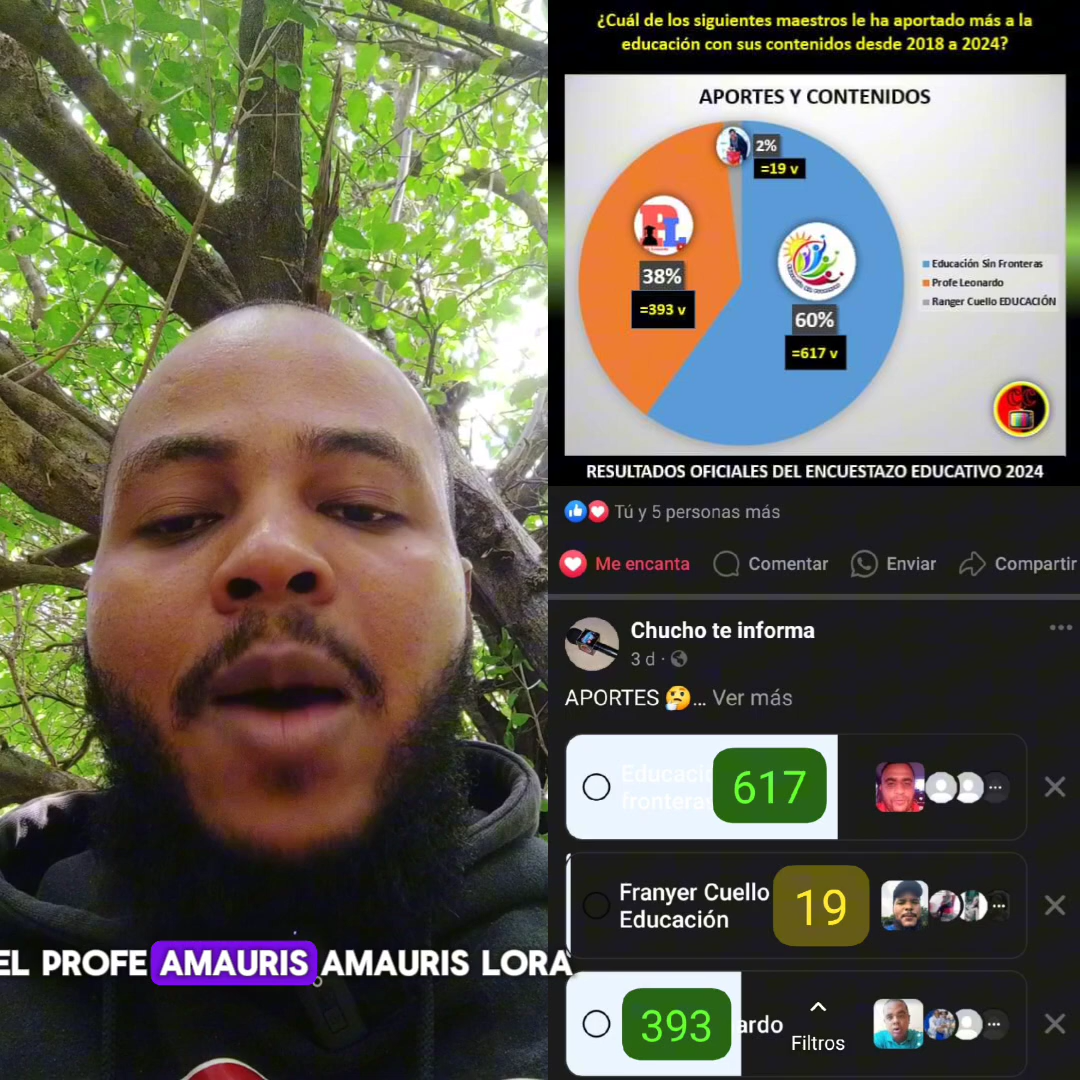 EL PROFE AMAURIS AMAURIS LORA
¿Cuál de los siguientes maestros le ha aportado más a la
educación con sus contenidos desde 2018 a 2024?
APORTES Y CONTENIDOS
2%
=19 v
38%
=393 v
60%
=617 v
Educación Sin Fronteras
Profe Leonardo
Ranger Cuello EDUCACIÓN
RESULTADOS OFICIALES DEL ENCUESTAZO EDUCATIVO 2024
Tú y 5 personas más
Me encanta
Comentar
Enviar
Compartir
Chucho te informa
3 d
APORTES 🤔... Ver más
617
Franyer Cuello
Educación
19
393
ardo
Filtros